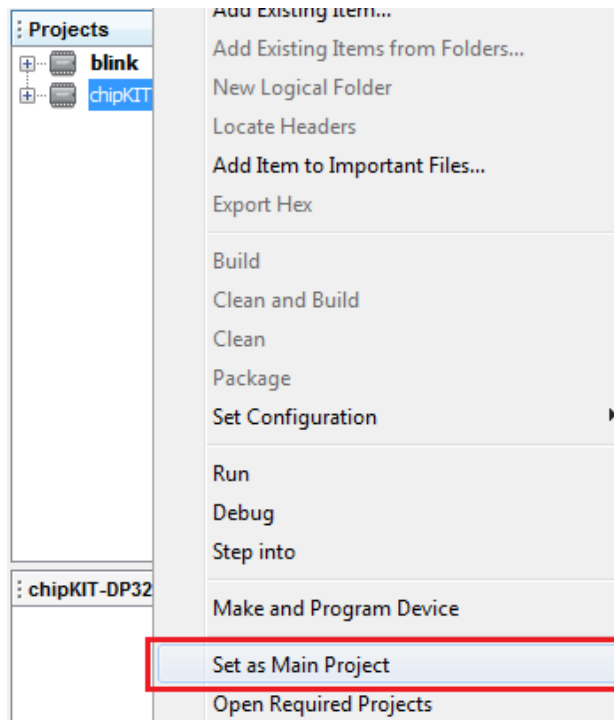 Projects
blink
chipKIT
chipKIT-DP32
Add Existing Item...
Add Existing Items from Folders...
New Logical Folder
Locate Headers
Add Item to Important Files...
Export Hex
Build
Clean and Build
Clean
Package
Set Configuration
Run
Debug
Step into
Make and Program Device
Set as Main Project
Open Required Projects